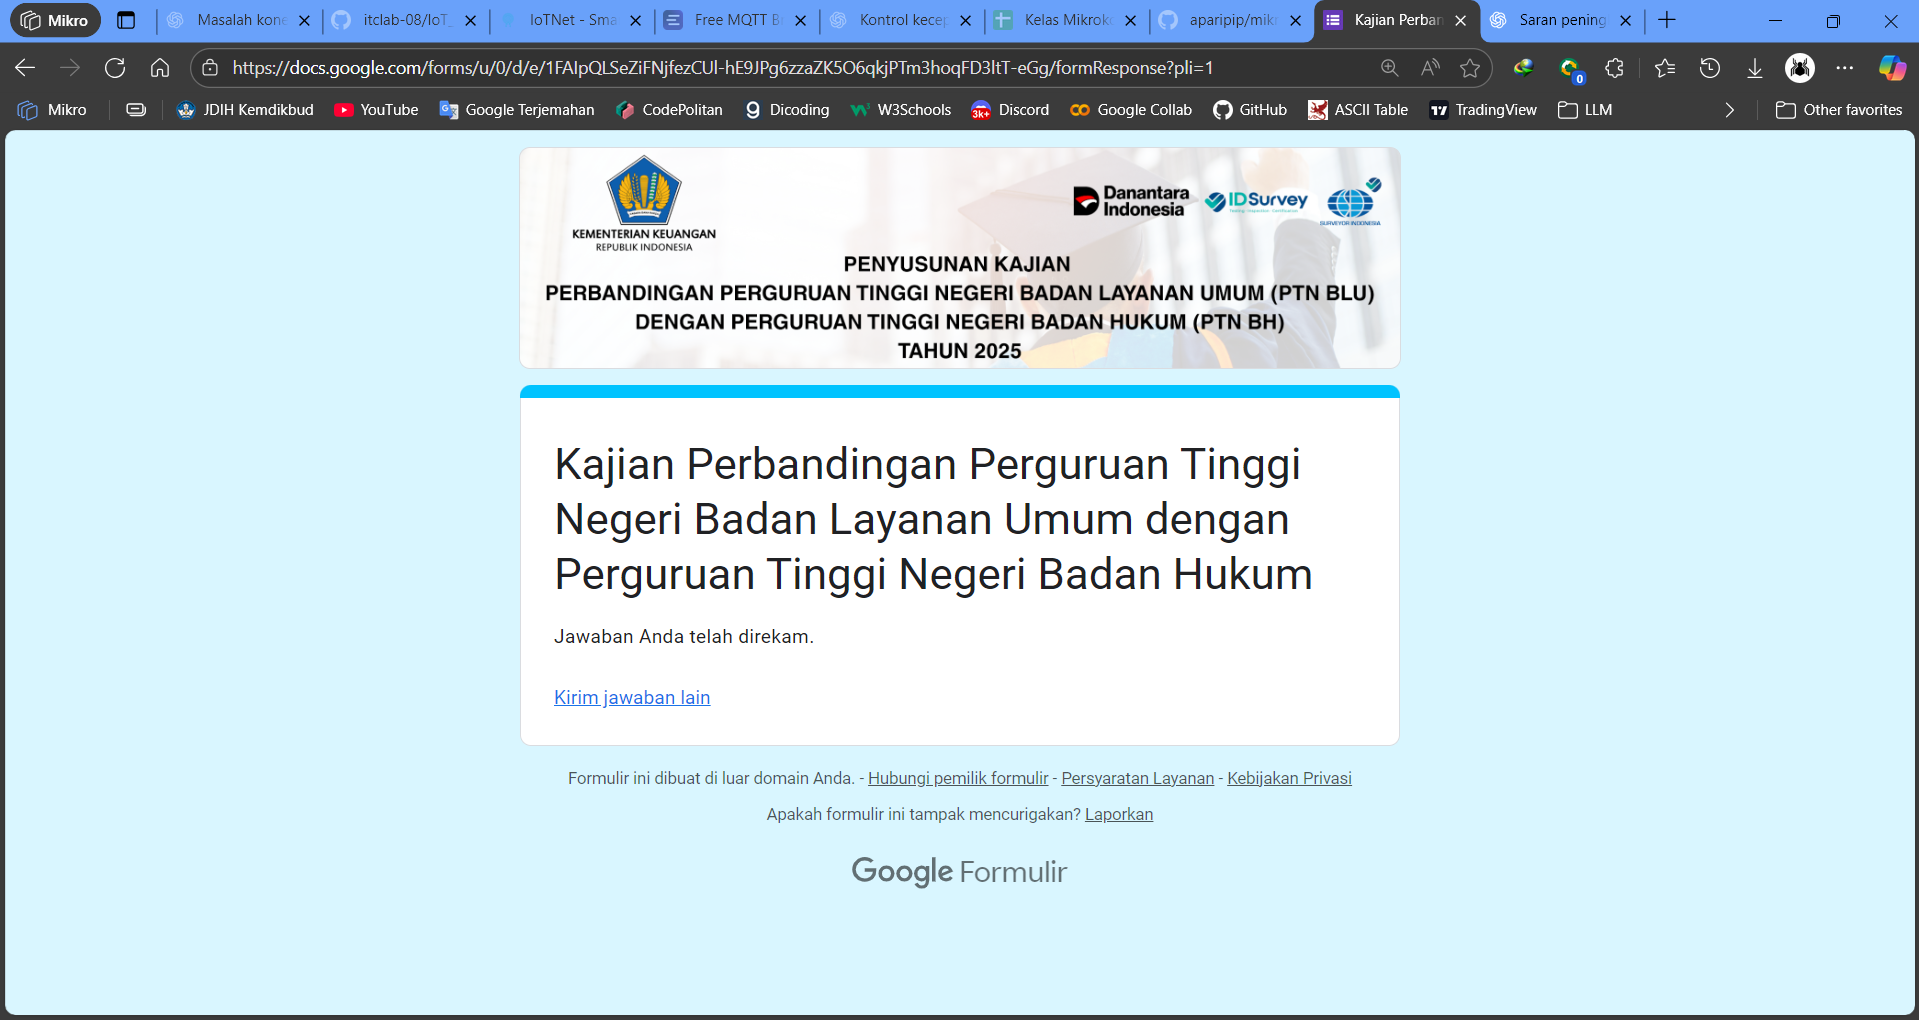 Mikro
Masalah kone
itclab-08/IoT_
IoTNet - Sma
Free MQTT B
Kontrol kecep
Kelas Mikroko
aparipip/mikr
Kajian Perban
Saran pening
https://docs.google.com/forms/u/0/d/e/1FAIpQLSeZiFNjfezCUl-hE9JPg6zzaZK5O6qkjPTm3hoqFD3ltT-eGg/formResponse?pli=1
0
Mikro
JDIH Kemdikbud
YouTube
Google Terjemahan
CodePolitan
Dicoding
W3Schools
3k+
Discord
Google Collab
GitHub
ASCII Table
TradingView
LLM
Other favorites
KEMENTERIAN KEUANGAN
REPUBLIK INDONESIA
Danantara
Indonesia
IDSurvey
SURVEYOR INDONESIA
PENYUSUNAN KAJIAN
PERBANDINGAN PERGURUAN TINGGI NEGERI BADAN LAYANAN UMUM (PTN BLU)
DENGAN PERGURUAN TINGGI NEGERI BADAN HUKUM (PTN BH)
TAHUN 2025
Kajian Perbandingan Perguruan Tinggi
Negeri Badan Layanan Umum dengan
Perguruan Tinggi Negeri Badan Hukum
Jawaban Anda telah direkam.
Kirim jawaban lain
Formulir ini dibuat di luar domain Anda. - Hubungi pemilik formulir - Persyaratan Layanan - Kebijakan Privasi
Apakah formulir ini tampak mencurigakan? Laporkan
Google Formulir